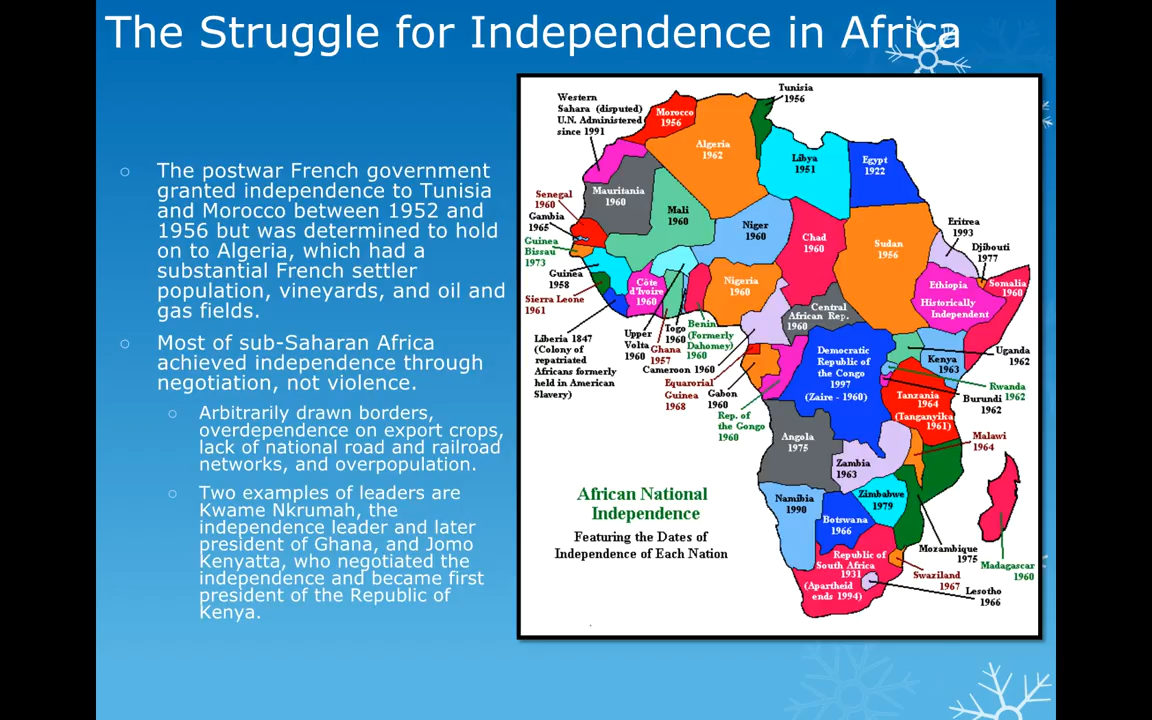 The Struggle for Independence in Africa
○ The postwar French government
granted independence to Tunisia
and Morocco between 1952 and
1956 but was determined to hold
on to Algeria, which had a
substantial French settler
population, vineyards, and oil and
gas fields.
○ Most of sub-Saharan Africa
achieved independence through
negotiation, not violence.
○ Arbitrarily drawn borders,
overdependence on export crops,
lack of national road and railroad
networks, and overpopulation.
○ Two examples of leaders are
Kwame Nkrumah, the
independence leader and later
president of Ghana, and Jomo
Kenyatta, who negotiated the
independence and became first
president of the Republic of
Kenya.
Western
Sahara (disputed)
U.N. Administered
since 1991
Morocco
1956
Tunisia
1956
Algeria
1962
Libya
1951
Egypt
1922
Mauritania
1960
Mali
1960
Niger
1960
Chad
1960
Sudan
1956
Eritrea
1993
Djibouti
1977
Senegal
1960
Gambia
1965
Guinea
Bissau
1973
Guinea
1958
Sierra Leone
1961
Liberia 1847
(Colony of
repatriated
Africans formerly
held in American
Slavery)
Côte
d'Ivoire
1960
Upper
Volta
1960
Ghana
1957
Togo
1960
Benin
(Formerly
Dahomey)
1960
Nigeria
1960
Cameroon 1960
Central
African Rep.
1960
Ethiopia
Historically
Independent
Somalia
1960
Equarorial
Guinea
1968
Gabon
1960
Rep. of
the Congo
1960
Democratic
Republic of
the Congo
1997
(Zaire - 1960)
Uganda
1962
Kenya
1963
Rwanda
1962
Burundi
1962
Tanzania
1964
(Tanganyika
1961)
Malawi
1964
Angola
1975
Zambia
1963
Namibia
1990
Zimbabwe
1979
Botswana
1966
Mozambique
1975
Madagascar
1960
Republic of
South Africa
1931
(Apartheid
ends 1994)
Swaziland
1967
Lesotho
1966
African National
Independence
Featuring the Dates of
Independence of Each Nation